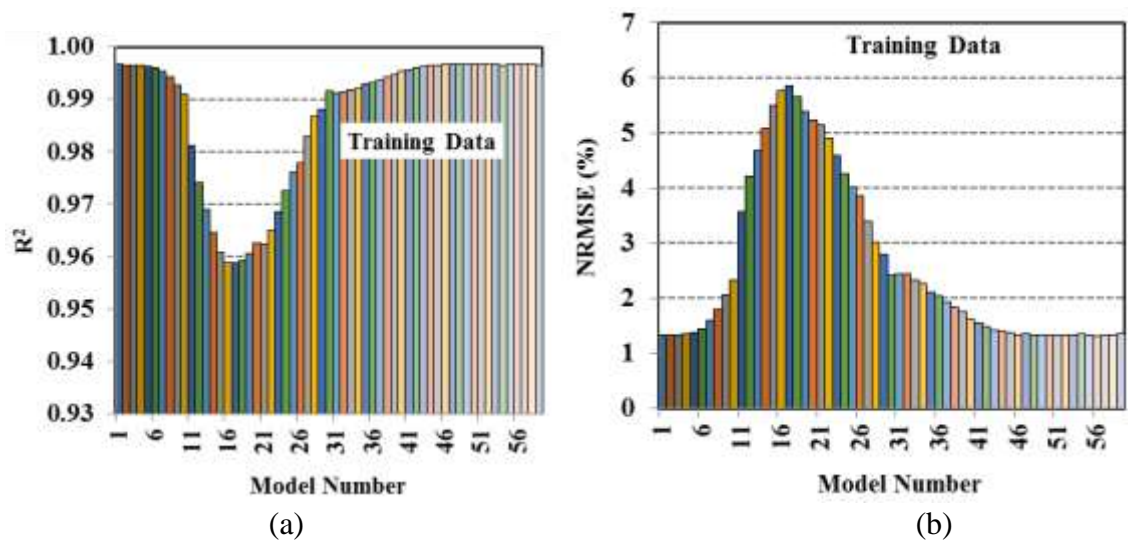 1.00
0.99
0.98
0.97
0.96
0.95
0.94
0.93
R²
Training Data
1 6 11 16 21 26 31 36 41 46 51 56
Model Number
(a)
7
6
5
4
3
2
1
0
NRMSE (%)
Training Data
1 6 11 16 21 26 31 36 41 46 51 56
Model Number
(b)